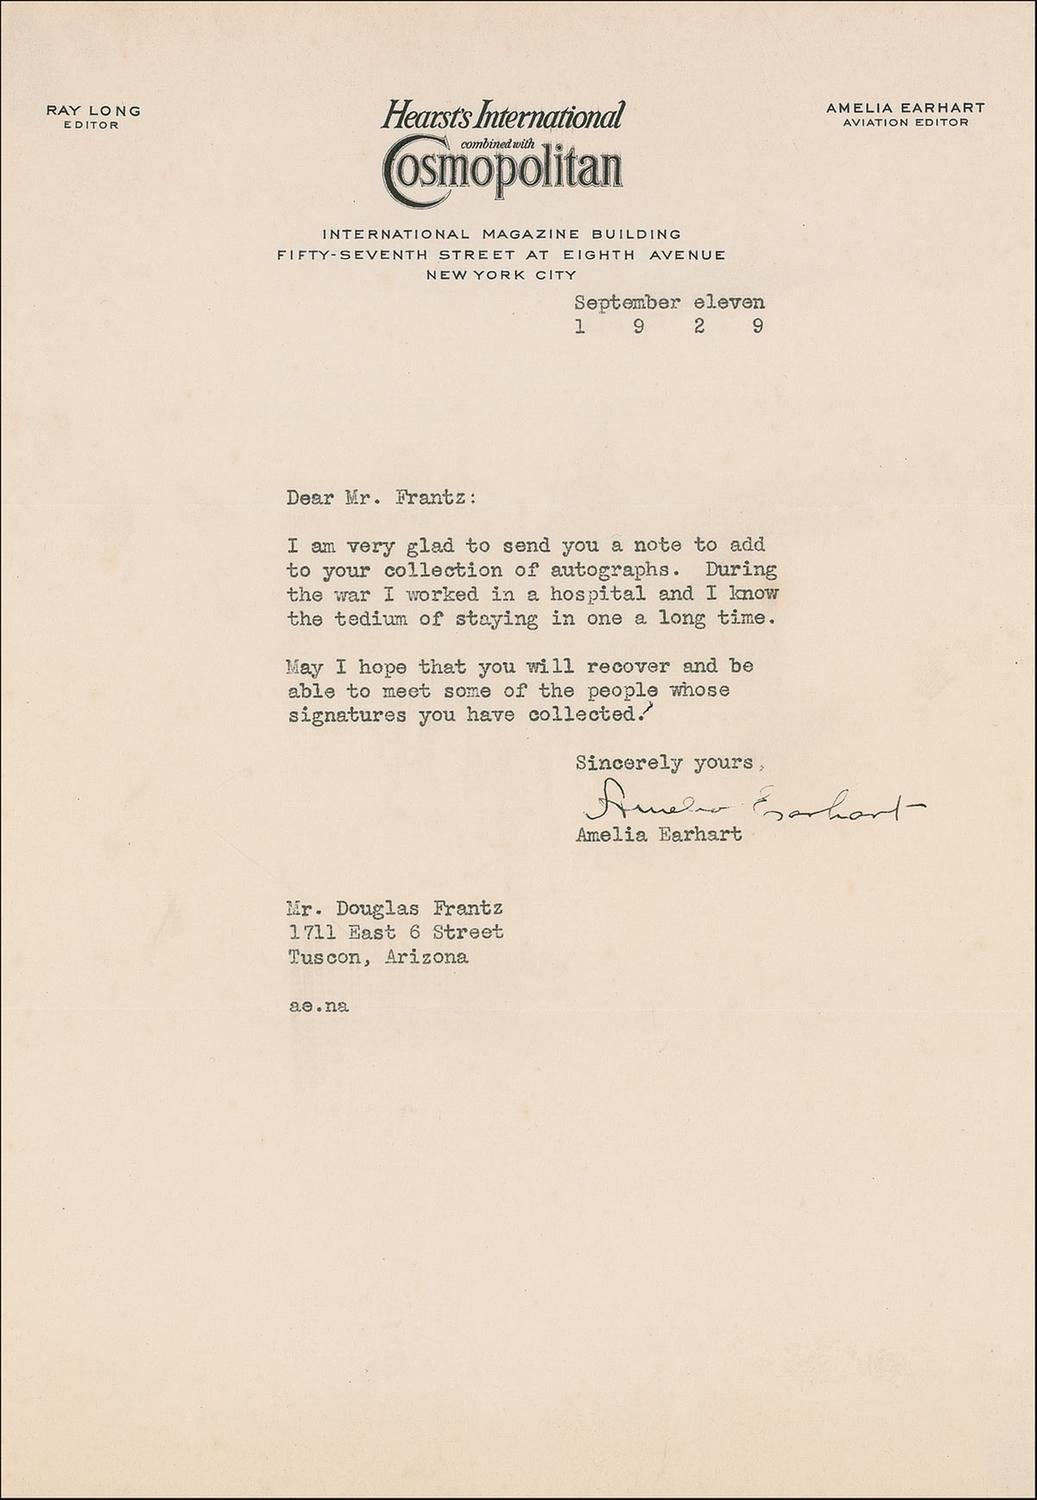 RAY LONG
EDITOR
Hearst's International
combined with
Cosmopolitan
AMELIA EARHART
AVIATION EDITOR
INTERNATIONAL MAGAZINE BUILDING
FIFTY-SEVENTH STREET AT EIGHTH AVENUE
NEW YORK CITY
September eleven
1 9 2 9
Dear Mr. Frantz:
I am very glad to send you a note to add
to your collection of autographs. During
the war I worked in a hospital and I know
the tedium of staying in one a long time.
May I hope that you will recover and be
able to meet some of the people whose
signatures you have collected.
Sincerely yours,
Amelia Earhart
Amelia Earhart
Mr. Douglas Frantz
1711 East 6 Street
Tuscon, Arizona
ae.na